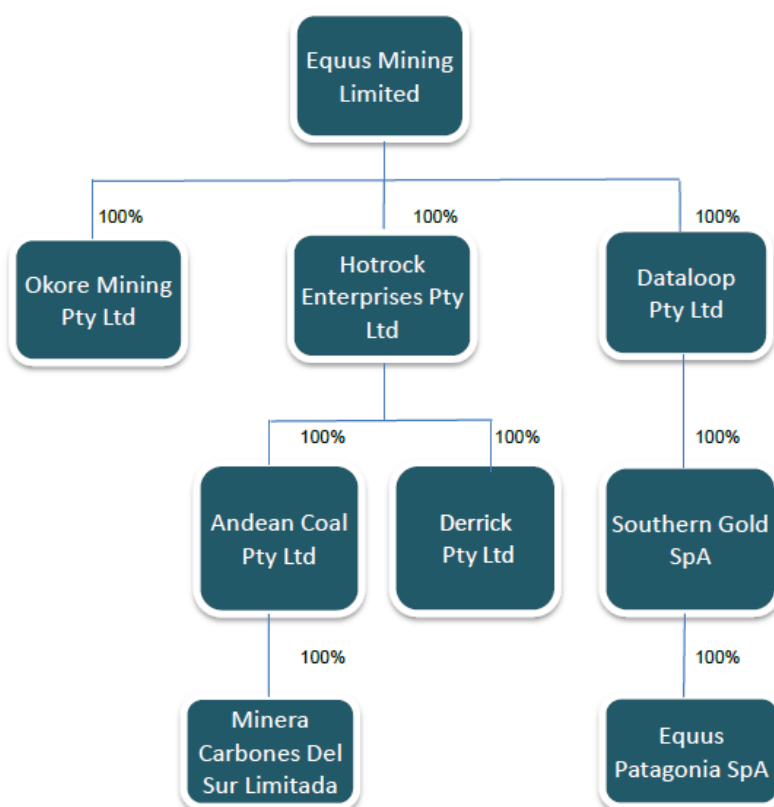 Equus Mining
Limited
100%
100%
100%
Okore Mining
Pty Ltd
Hotrock
Enterprises Pty
Ltd
Dataloop
Pty Ltd
100%
100%
100%
Andean Coal
Pty Ltd
Derrick
Pty Ltd
Southern Gold
SpA
100%
100%
Minera
Carbones Del
Sur Limitada
Equus
Patagonia SpA